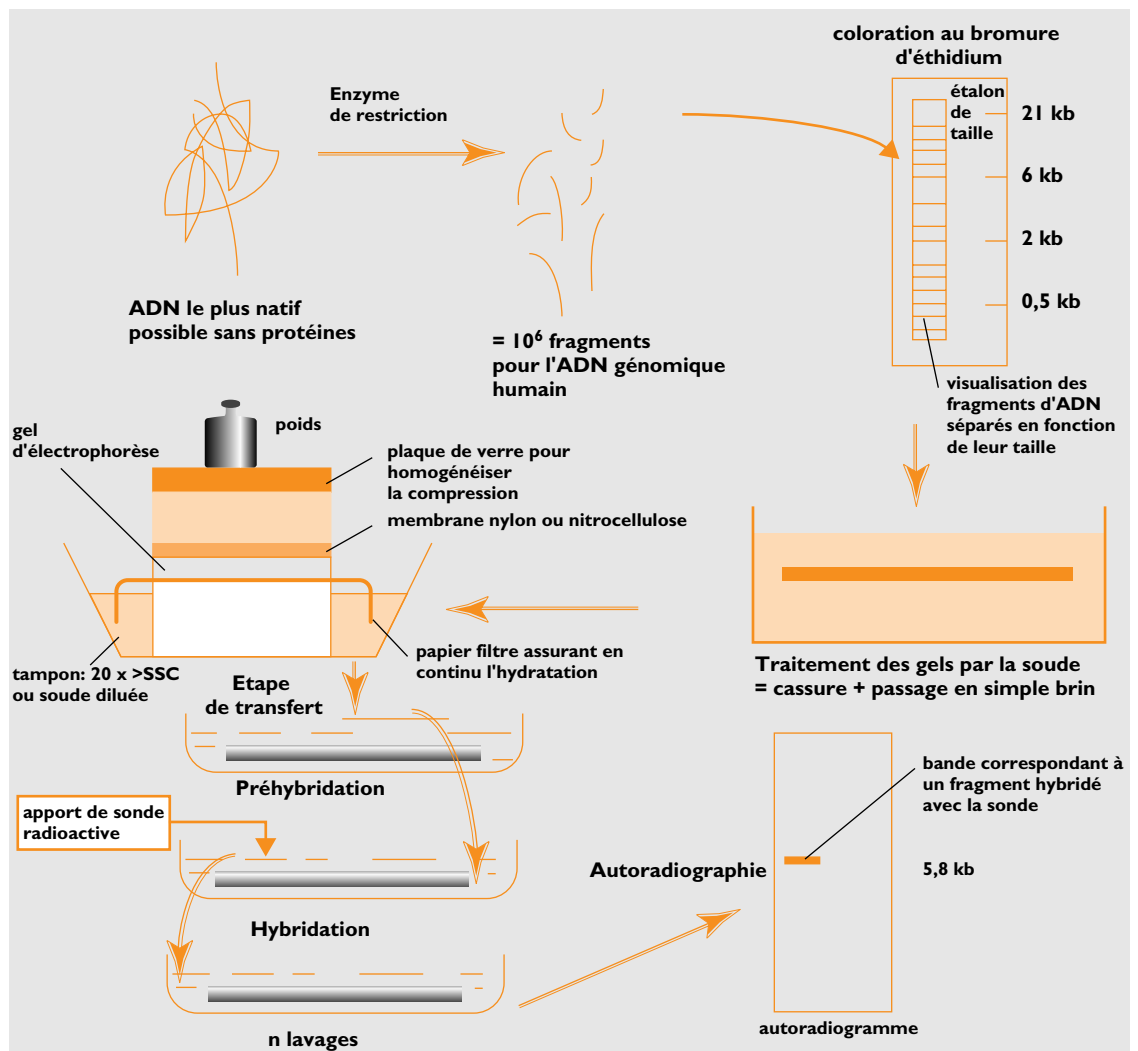 coloration au bromure
d'éthidium
étalon
de
taille
21 kb
6 kb
2 kb
0,5 kb
Enzyme
de restriction
ADN le plus natif
possible sans protéines
= 10⁶ fragments
pour l'ADN génomique
humain
visualisation des
fragments d'ADN
séparés en fonction
de leur taille
gel
d'électrophorèse
poids
plaque de verre pour
homogénéiser
la compression
membrane nylon ou nitrocellulose
papier filtre assurant en
continu l'hydratation
tampon: 20 x >SSC
ou soude diluée
Traitement des gels par la soude
= cassure + passage en simple brin
Etape
de transfert
Préhybridation
apport de sonde
radioactive
Hybridation
n lavages
Autoradiographie
bande correspondant à
un fragment hybridé
avec la sonde
5,8 kb
autoradiogramme